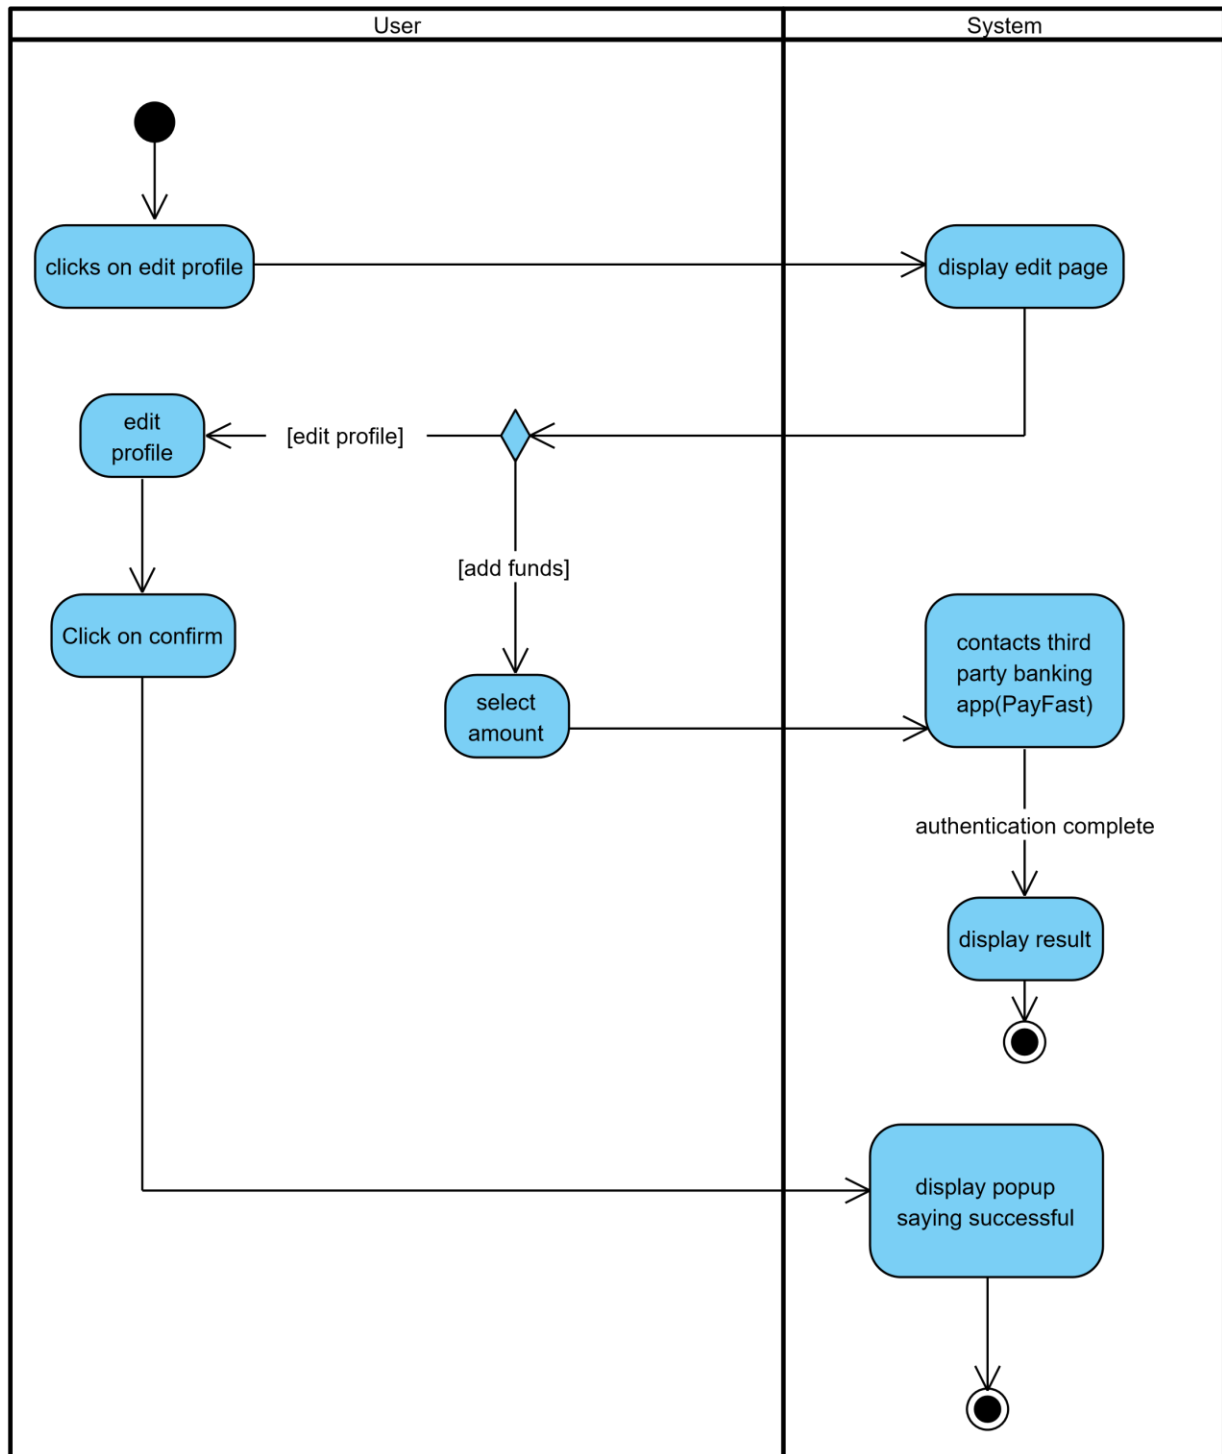 User
System
clicks on edit profile
display edit page
edit
profile
[edit profile]
[add funds]
Click on confirm
select
amount
contacts third
party banking
app(PayFast)
authentication complete
display result
display popup
saying successful